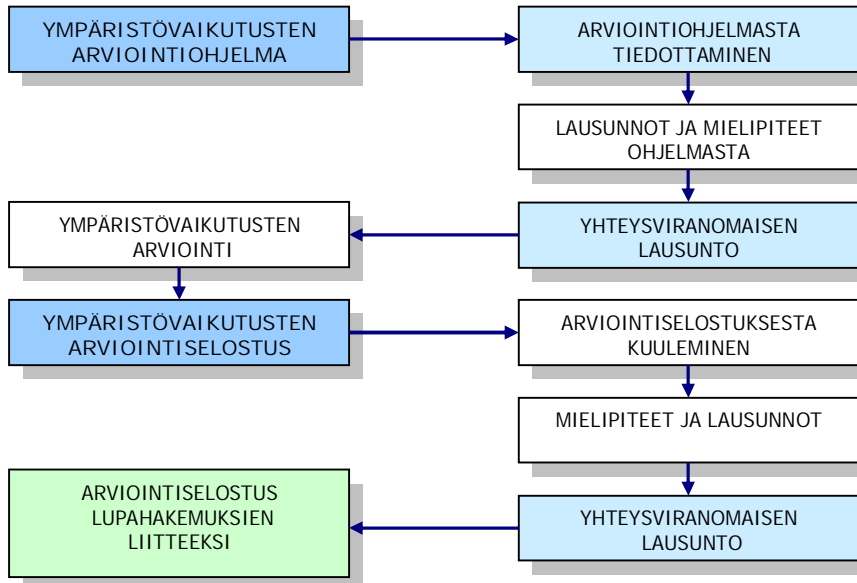 YMPÄRISTÖVAIKUTUSTEN
ARVIOINTIOHJELMA
ARVIOINTIOHJELMASTA
TIEDOTTAMINEN
LAUSUNNOT JA MIELIPITEET
OHJELMASTA
YHTEYSVIRANOMAISEN
LAUSUNTO
YMPÄRISTÖVAIKUTUSTEN
ARVIOINTI
YMPÄRISTÖVAIKUTUSTEN
ARVIOINTISELOSTUS
ARVIOINTISELOSTUKSESTA
KUULEMINEN
MIELIPITEET JA LAUSUNNOT
YHTEYSVIRANOMAISEN
LAUSUNTO
ARVIOINTISELOSTUS
LUPAHAKEMUKSIEN
LIITTEEKSI